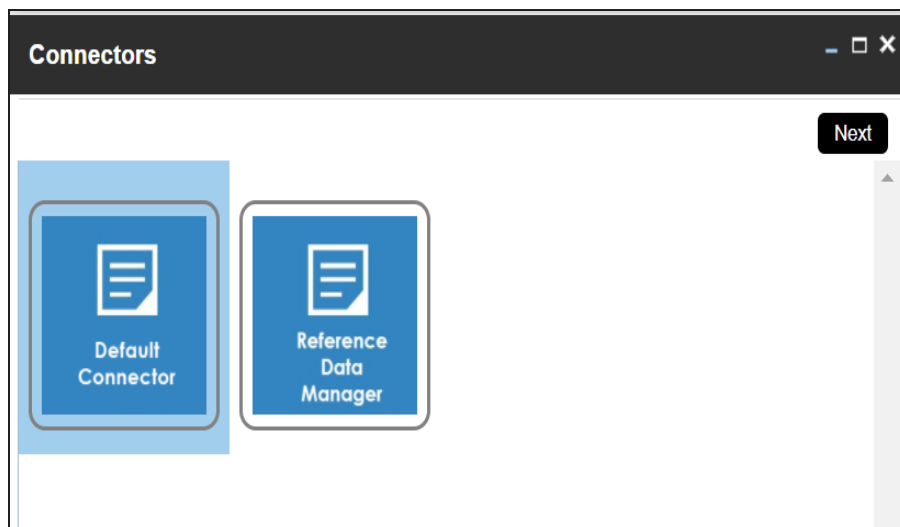 Connectors
Next
Default
Connector
Reference
Data
Manager